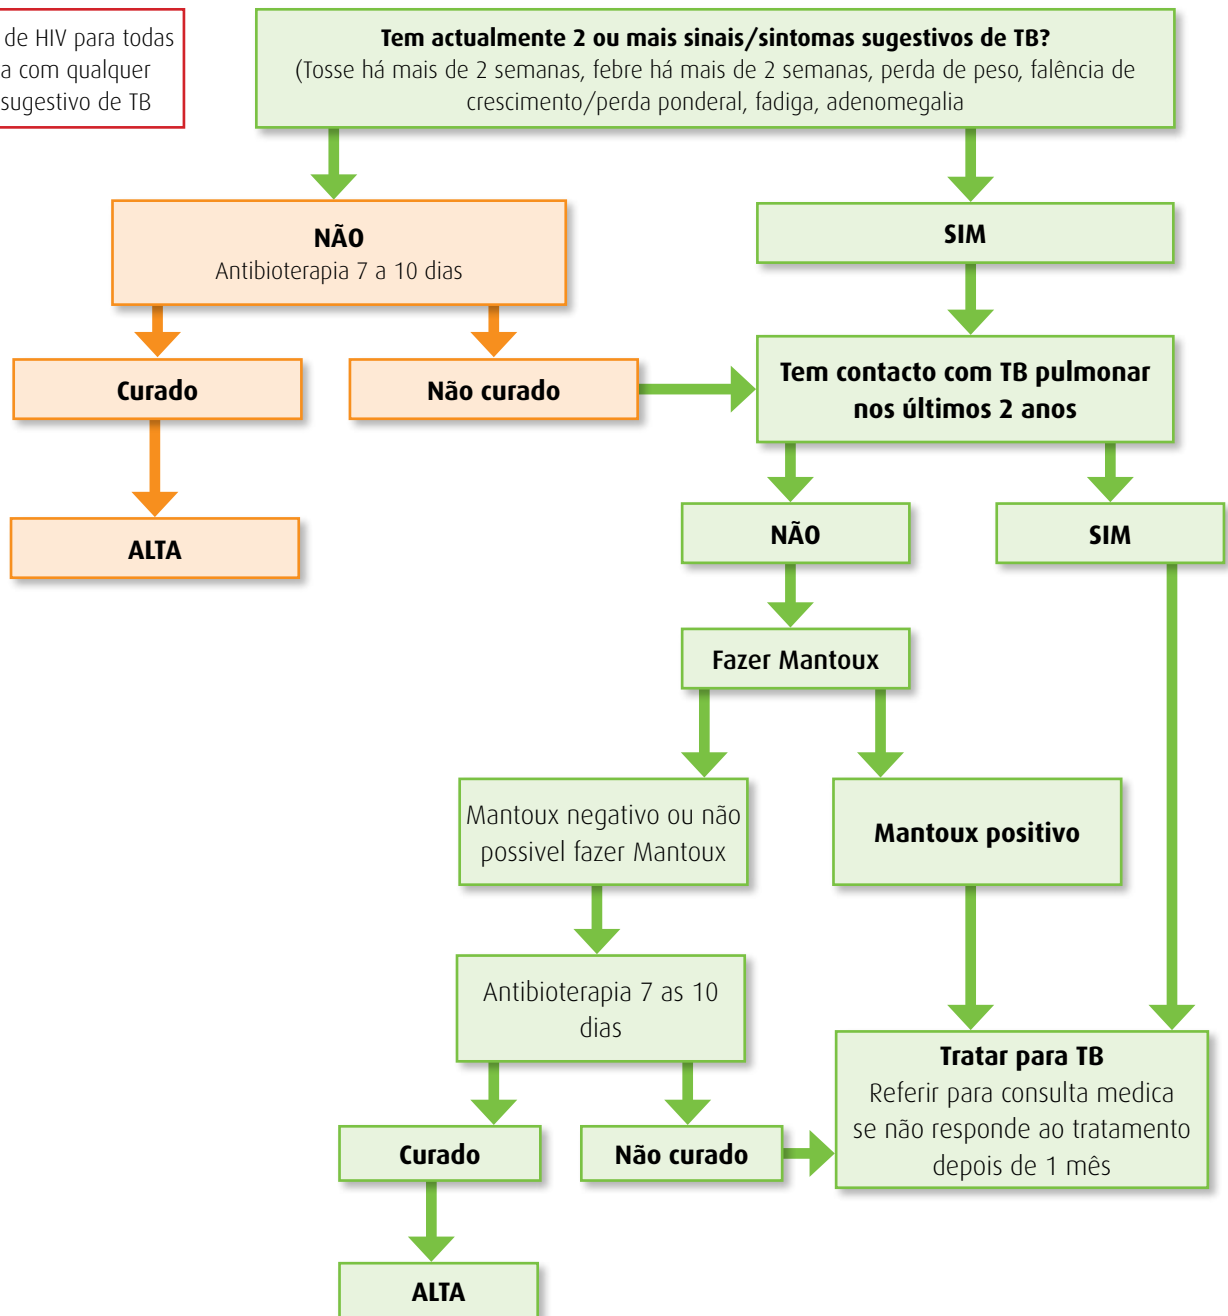 de HIV para todas
a com qualquer
sugestivo de TB
Tem actualmente 2 ou mais sinais/sintomas sugestivos de TB?
(Tosse há mais de 2 semanas, febre há mais de 2 semanas, perda de peso, falência de
crescimento/perda ponderal, fadiga, adenomegalia
NÃO
Antibioterapia 7 a 10 dias
SIM
Curado
Não curado
Tem contacto com TB pulmonar
nos últimos 2 anos
ALTA
NÃO
SIM
Fazer Mantoux
Mantoux negativo ou não
possivel fazer Mantoux
Mantoux positivo
Antibioterapia 7 as 10
dias
Tratar para TB
Referir para consulta medica
se não responde ao tratamento
depois de 1 mês
Curado
Não curado
ALTA